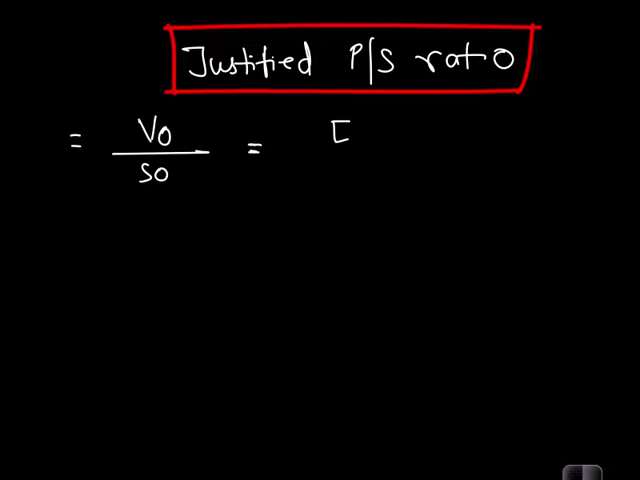 Justified P/S ratio
= V0 / S0 = [